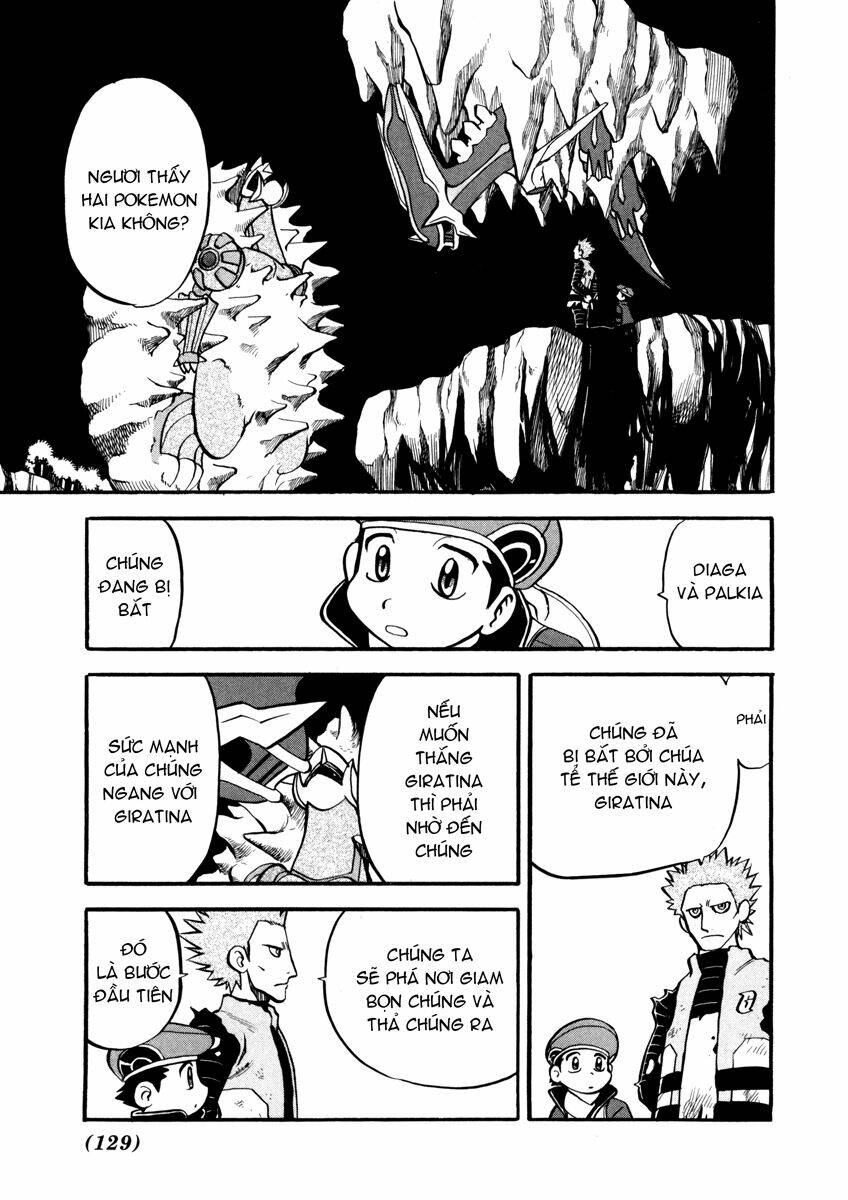 NGƯƠI THẤY
HAI POKEMON
KIA KHÔNG?
DIAGA
VÀ PALKIA
CHÚNG
ĐANG BỊ
BẮT
PHẢI
CHÚNG ĐÃ
BỊ BẮT BỞI CHÚA
TỂ THẾ GIỚI NÀY,
GIRATINA
NẾU
MUỐN
THẮNG
GIRATINA
THÌ PHẢI
NHỜ ĐẾN
CHÚNG
SỨC MẠNH
CỦA CHÚNG
NGANG VỚI
GIRATINA
CHÚNG TA
SẼ PHÁ NƠI GIAM
BỌN CHÚNG VÀ
THẢ CHÚNG RA
ĐÓ
LÀ BƯỚC
ĐẦU TIÊN
(129)